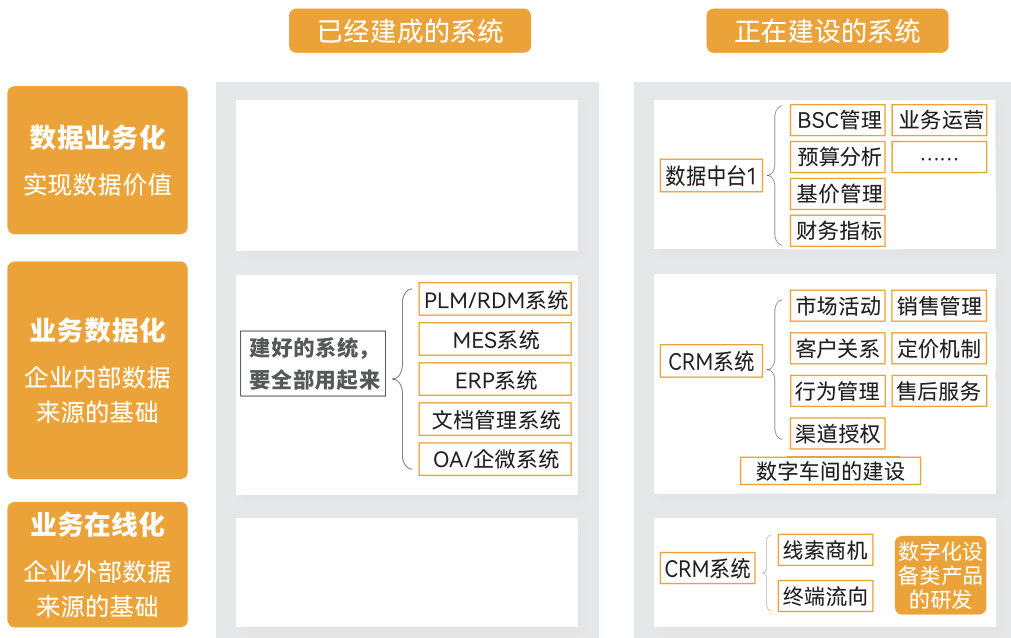 已经建成的系统
正在建设的系统
数据业务化
实现数据价值
数据中台1
BSC管理
业务运营
预算分析
……
基价管理
财务指标
业务数据化
企业内部数据
来源的基础
建好的系统，
要全部用起来
PLM/RDM系统
MES系统
ERP系统
文档管理系统
OA/企微系统
CRM系统
市场活动
销售管理
客户关系
定价机制
行为管理
售后服务
渠道授权
数字车间的建设
业务在线化
企业外部数据
来源的基础
CRM系统
线索商机
终端流向
数字化设
备类产品
的研发